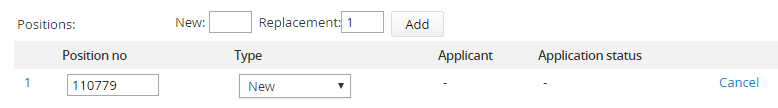 Positions: New: Replacement: 1 Add
Position no Type Applicant Application status
1 110779 New - - Cancel